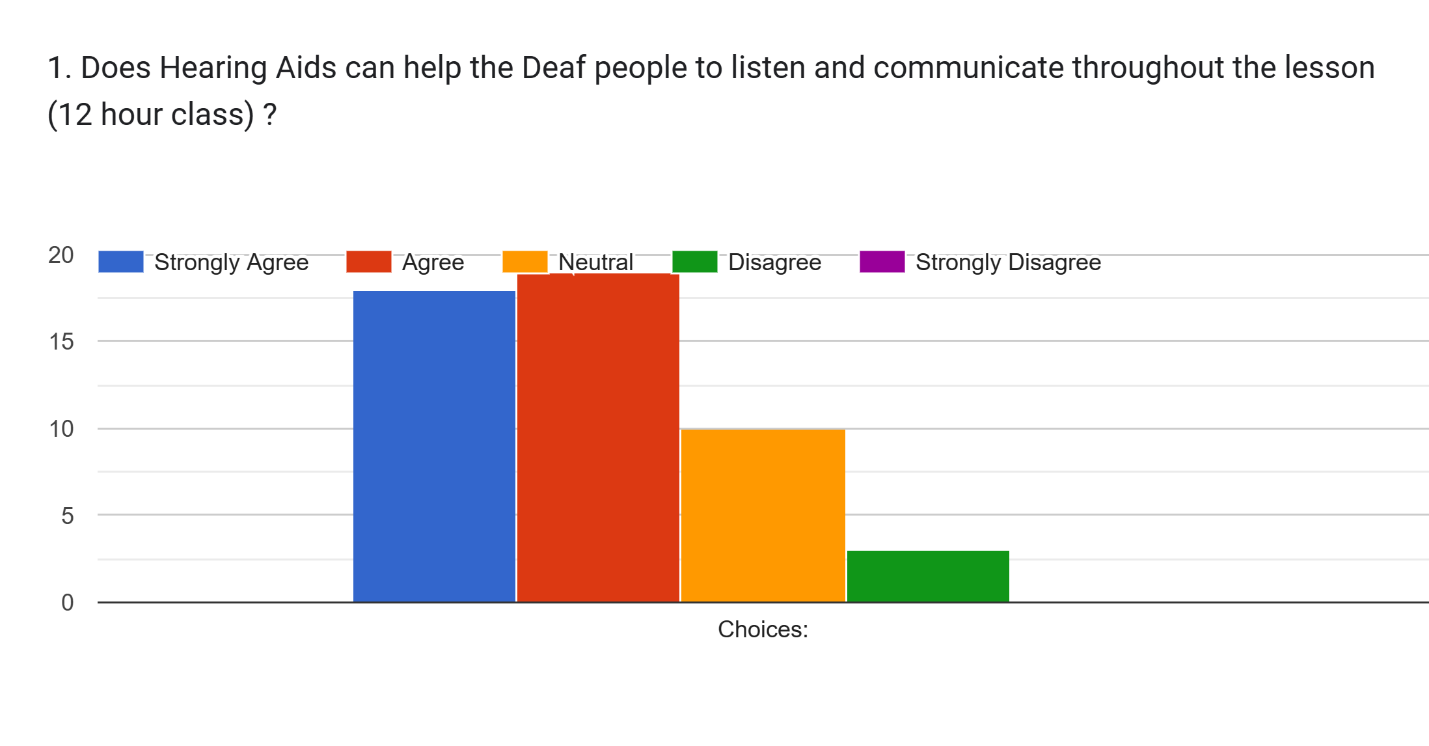 1. Does Hearing Aids can help the Deaf people to listen and communicate throughout the lesson
(12 hour class) ?
20
Strongly Agree Agree Neutral Disagree Strongly Disagree
15
10
5
0
Choices: